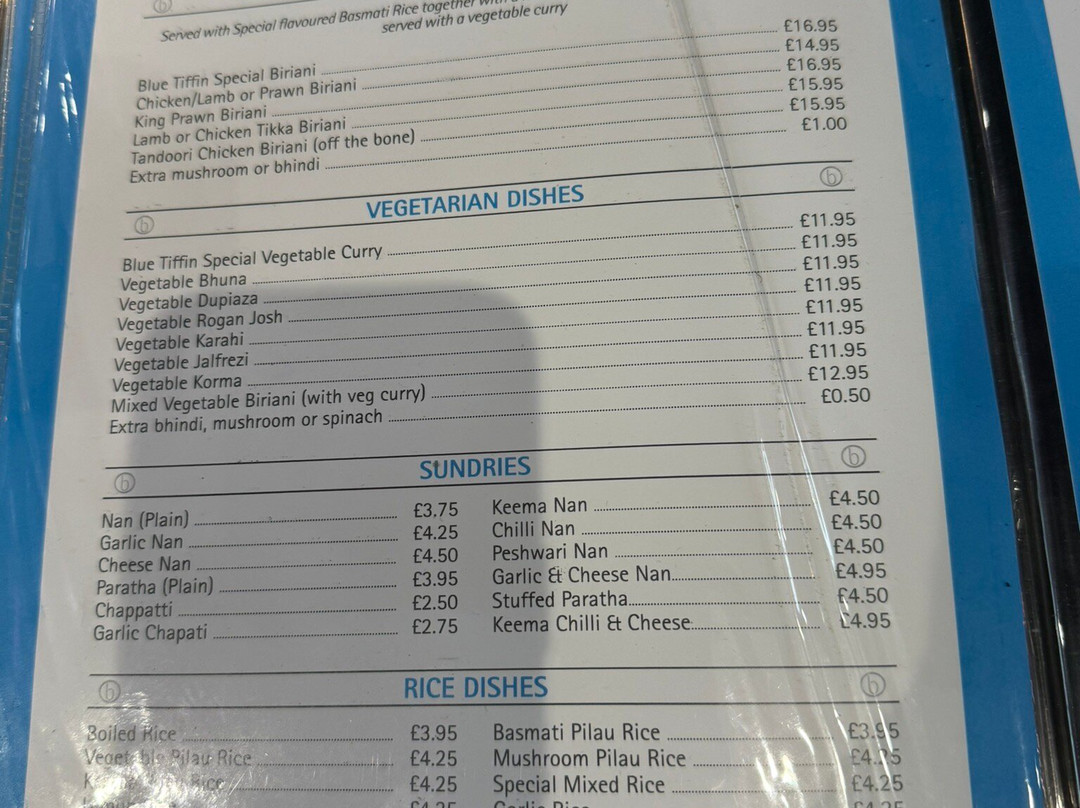 Served with Special flavoured Basmati Rice together
served with a vegetable curry
Blue Tiffin Special Biriani £16.95
Chicken/Lamb or Prawn Biriani £14.95
King Prawn Biriani £16.95
Lamb or Chicken Tikka Biriani £15.95
Tandoori Chicken Biriani (off the bone) £15.95
Extra mushroom or bhindi £1.00
b VEGETARIAN DISHES b
Blue Tiffin Special Vegetable Curry £11.95
Vegetable Bhuna £11.95
Vegetable Dupiaza £11.95
Vegetable Rogan Josh £11.95
Vegetable Karahi £11.95
Vegetable Jalfrezi £11.95
Vegetable Korma £11.95
Mixed Vegetable Biriani (with veg curry) £12.95
Extra bhindi, mushroom or spinach £0.50
b SUNDRIES b
Nan (Plain) £3.75 Keema Nan £4.50
Garlic Nan £4.25 Chilli Nan £4.50
Cheese Nan £4.50 Peshwari Nan £4.50
Paratha (Plain) £3.95 Garlic & Cheese Nan £4.95
Chappatti £2.50 Stuffed Paratha £4.50
Garlic Chapati £2.75 Keema Chilli & Cheese £4.95
b RICE DISHES b
Boiled Rice £3.95 Basmati Pilau Rice £3.95
Vegetable Pilau Rice £4.25 Mushroom Pilau Rice
Rice £4.25 Special Mixed Rice £4.25